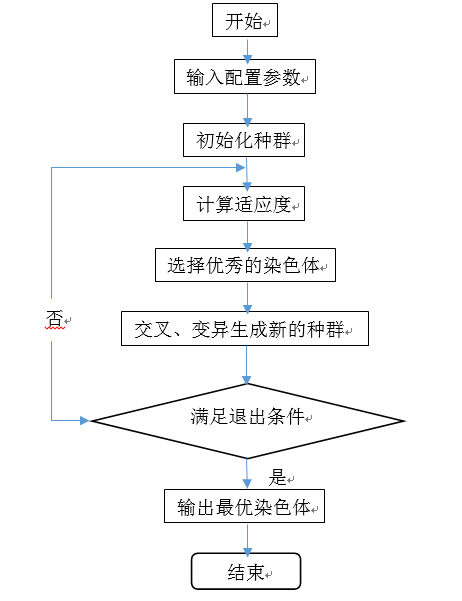 开始
输入配置参数
初始化种群
计算适应度
选择优秀的染色体
否
交叉、变异生成新的种群
满足退出条件
是
输出最优染色体
结束